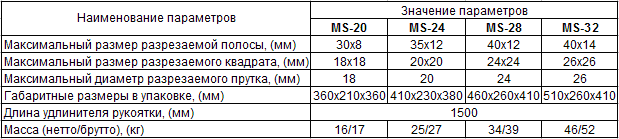 Наименование параметров
Значение параметров
MS-20 MS-24 MS-28 MS-32
Максимальный размер разрезаемой полосы, (мм) 30x8 35x12 40x12 40x14
Максимальный размер разрезаемого квадрата, (мм) 18x18 20x20 24x24 26x26
Максимальный диаметр разрезаемого прутка, (мм) 18 20 24 26
Габаритные размеры в упаковке, (мм) 360x210x360 410x230x380 460x260x410 510x260x410
Длина удлинителя рукоятки, (мм) 1500
Масса (нетто/брутто), (кг) 16/17 25/27 34/39 46/52